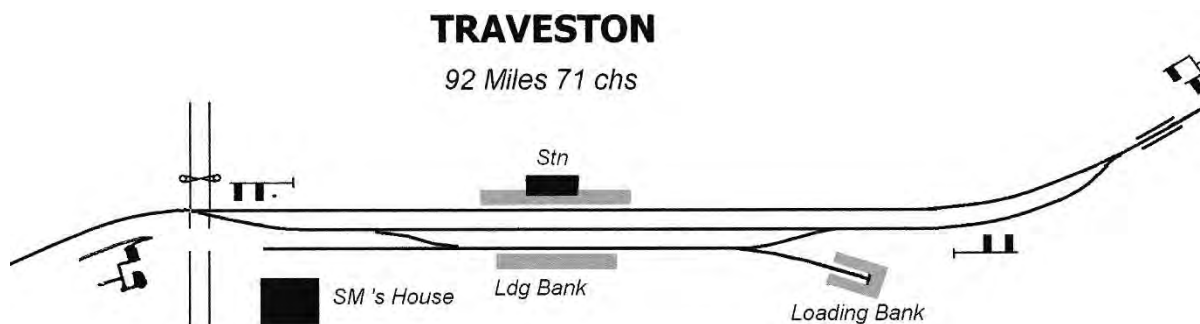 TRAVESTON
92 Miles 71 chs
Stn
SM 's House
Ldg Bank
Loading Bank